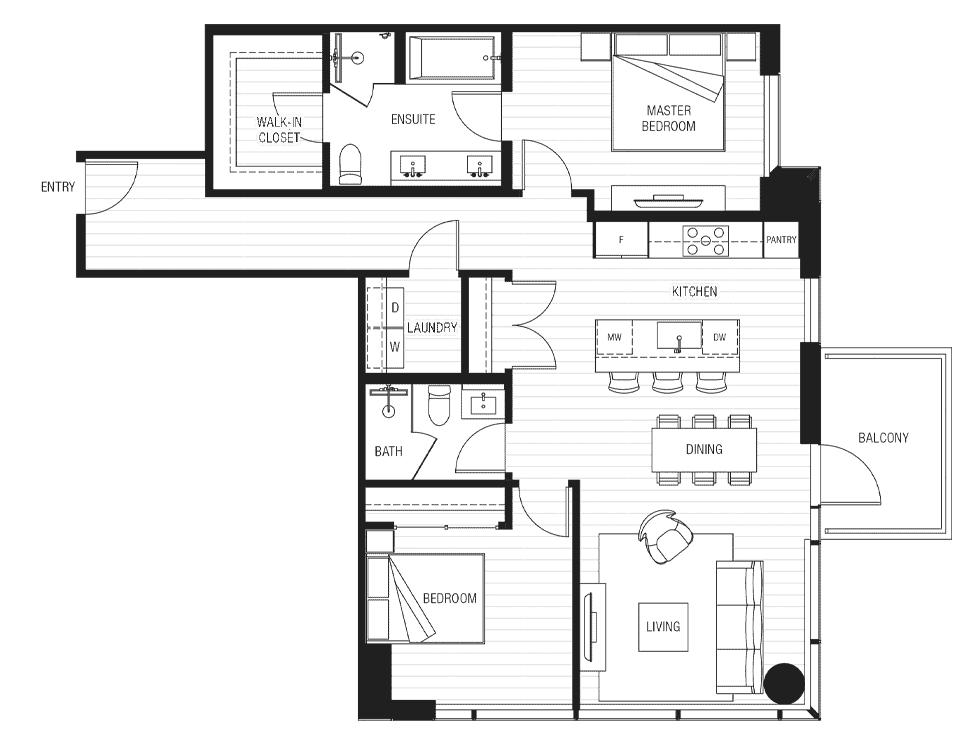 MASTER
BEDROOM
ENSUITE
WALK-IN
CLOSET
ENTRY
F
PANTRY
KITCHEN
D
LAUNDRY
W
MW
DW
BALCONY
DINING
BATH
BEDROOM
LIVING